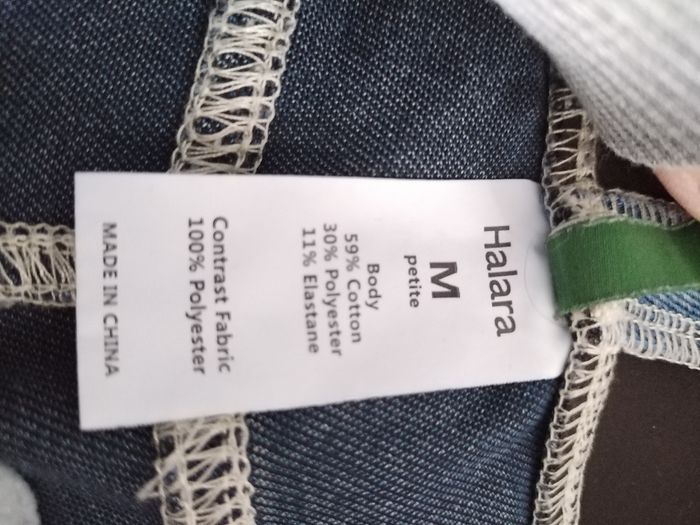 Halara
M
petite
Body
59% Cotton
30% Polyester
11% Elastane
Contrast Fabric
100% Polyester
MADE IN CHINA